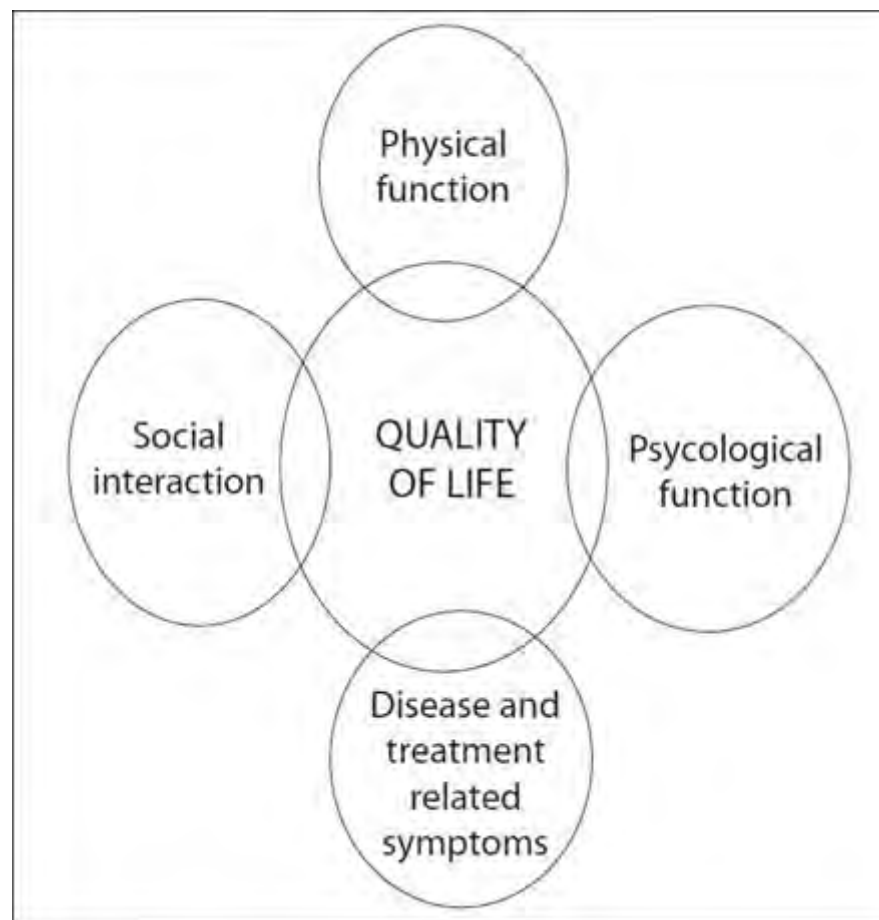 Physical
function
Social
interaction
QUALITY
OF LIFE
Psycological
function
Disease and
treatment
related
symptoms